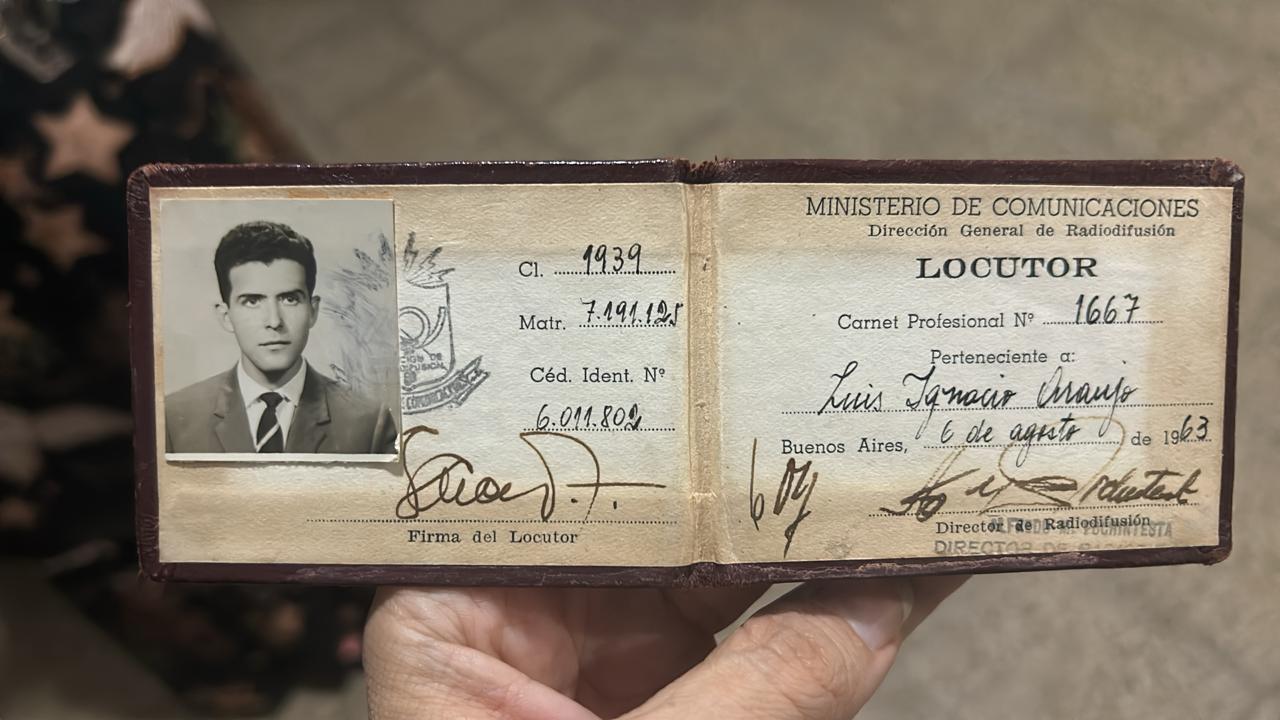 Cl. 1939
Matr. 7.191.125
Céd. Ident. Nº
6.011.802
Firma del Locutor
MINISTERIO DE COMUNICACIONES
Dirección General de Radiodifusión
LOCUTOR
Carnet Profesional Nº 1667
Perteneciente a:
Luis Ignacio Araujo
Buenos Aires, 6 de agosto de 1963
Director de Radiodifusión
DIRECTOR DE